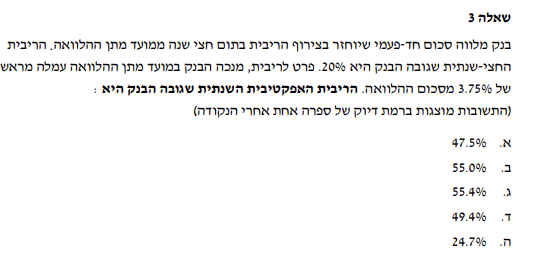 שאלה 3
בנק מלווה סכום חד-פעמי שיוחזר בצירוף הריבית בתום חצי שנה ממועד מתן ההלוואה. הריבית
החצי-שנתית שגובה הבנק היא 20%. פרט לריבית, מנכה הבנק במועד מתן ההלוואה עמלה מראש
של 3.75% מסכום ההלוואה. הריבית האפקטיבית השנתית שגובה הבנק היא :
(התשובות מוצגות ברמת דיוק של ספרה אחת אחרי הנקודה)
א. 47.5%
ב. 55.0%
ג. 55.4%
ד. 49.4%
ה. 24.7%